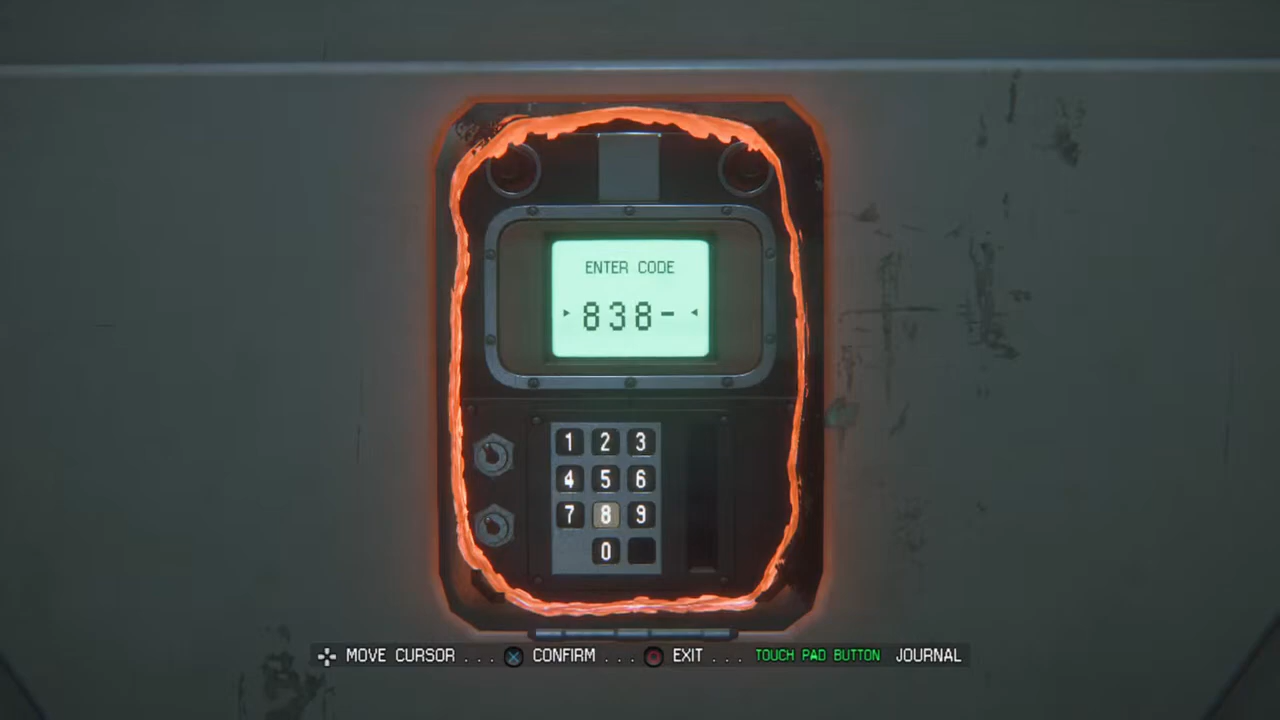 ENTER CODE
838-
1 2 3
4 5 6
7 8 9
0
MOVE CURSOR . . . CONFIRM . . . EXIT . . . TOUCH PAD BUTTON JOURNAL